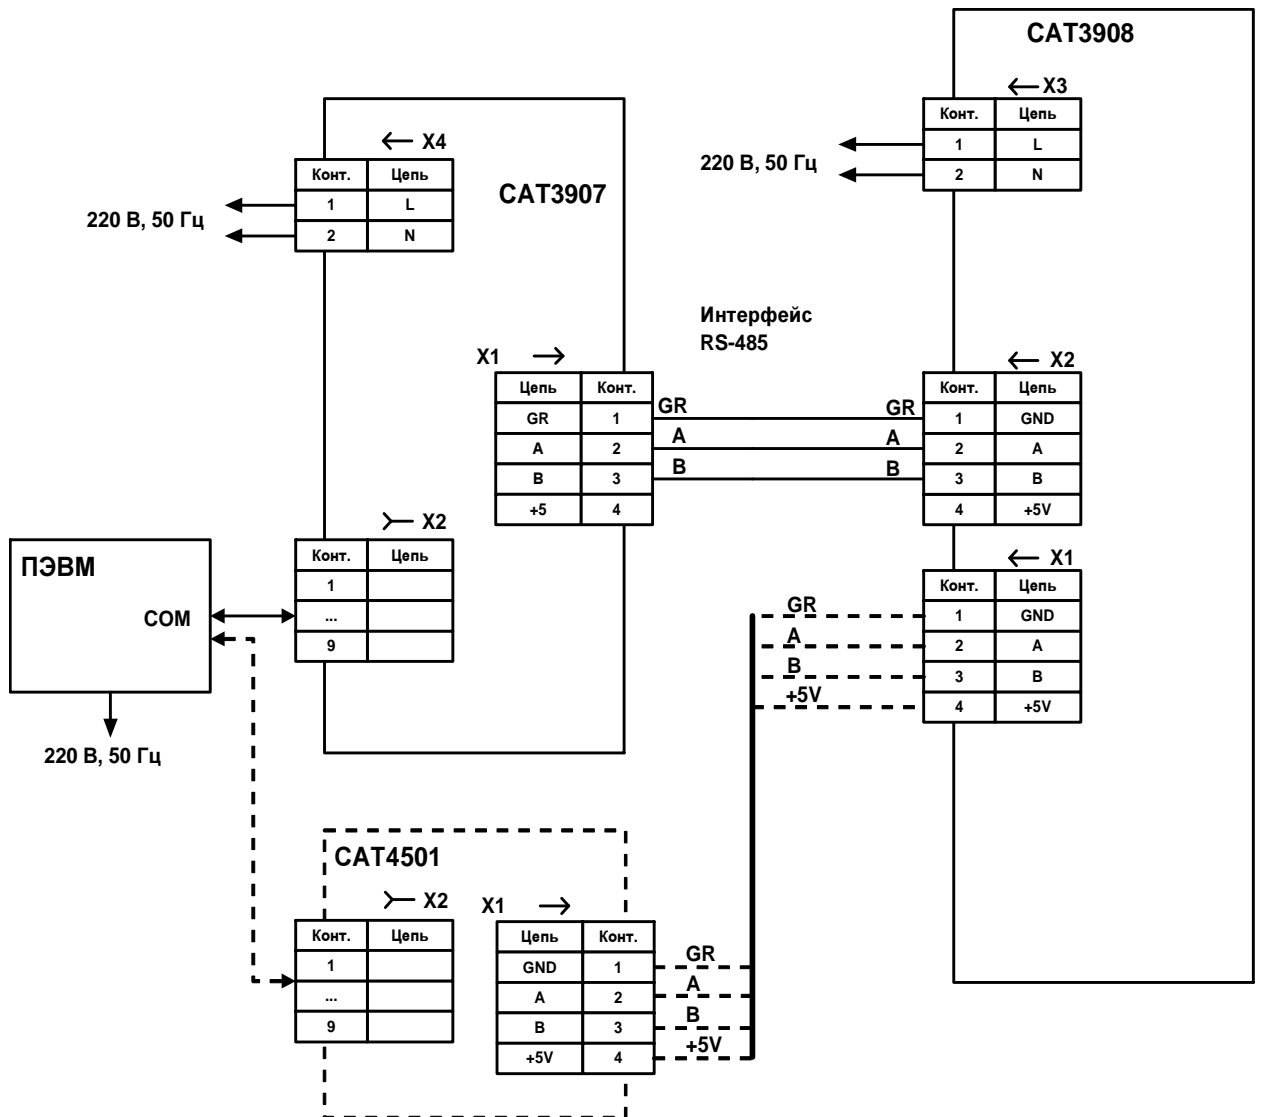 CAT3908
X3
Конт. Цепь
1 L
2 N
220 В, 50 Гц
X4
Конт. Цепь
1 L
2 N
CAT3907
220 В, 50 Гц
Интерфейс
RS-485
X1
Цепь Конт.
GR 1
A 2
B 3
+5 4
GR GR
A A
B B
X2
Конт. Цепь
1 GND
2 A
3 B
4 +5V
X2
Конт. Цепь
1
...
9
ПЭВМ
COM
220 В, 50 Гц
X1
Конт. Цепь
1 GND
2 A
3 B
4 +5V
GR
A
B
+5V
CAT4501
X2
Конт. Цепь
1
...
9
X1
Цепь Конт.
GND 1
A 2
B 3
+5V 4
GR
A
B
+5V